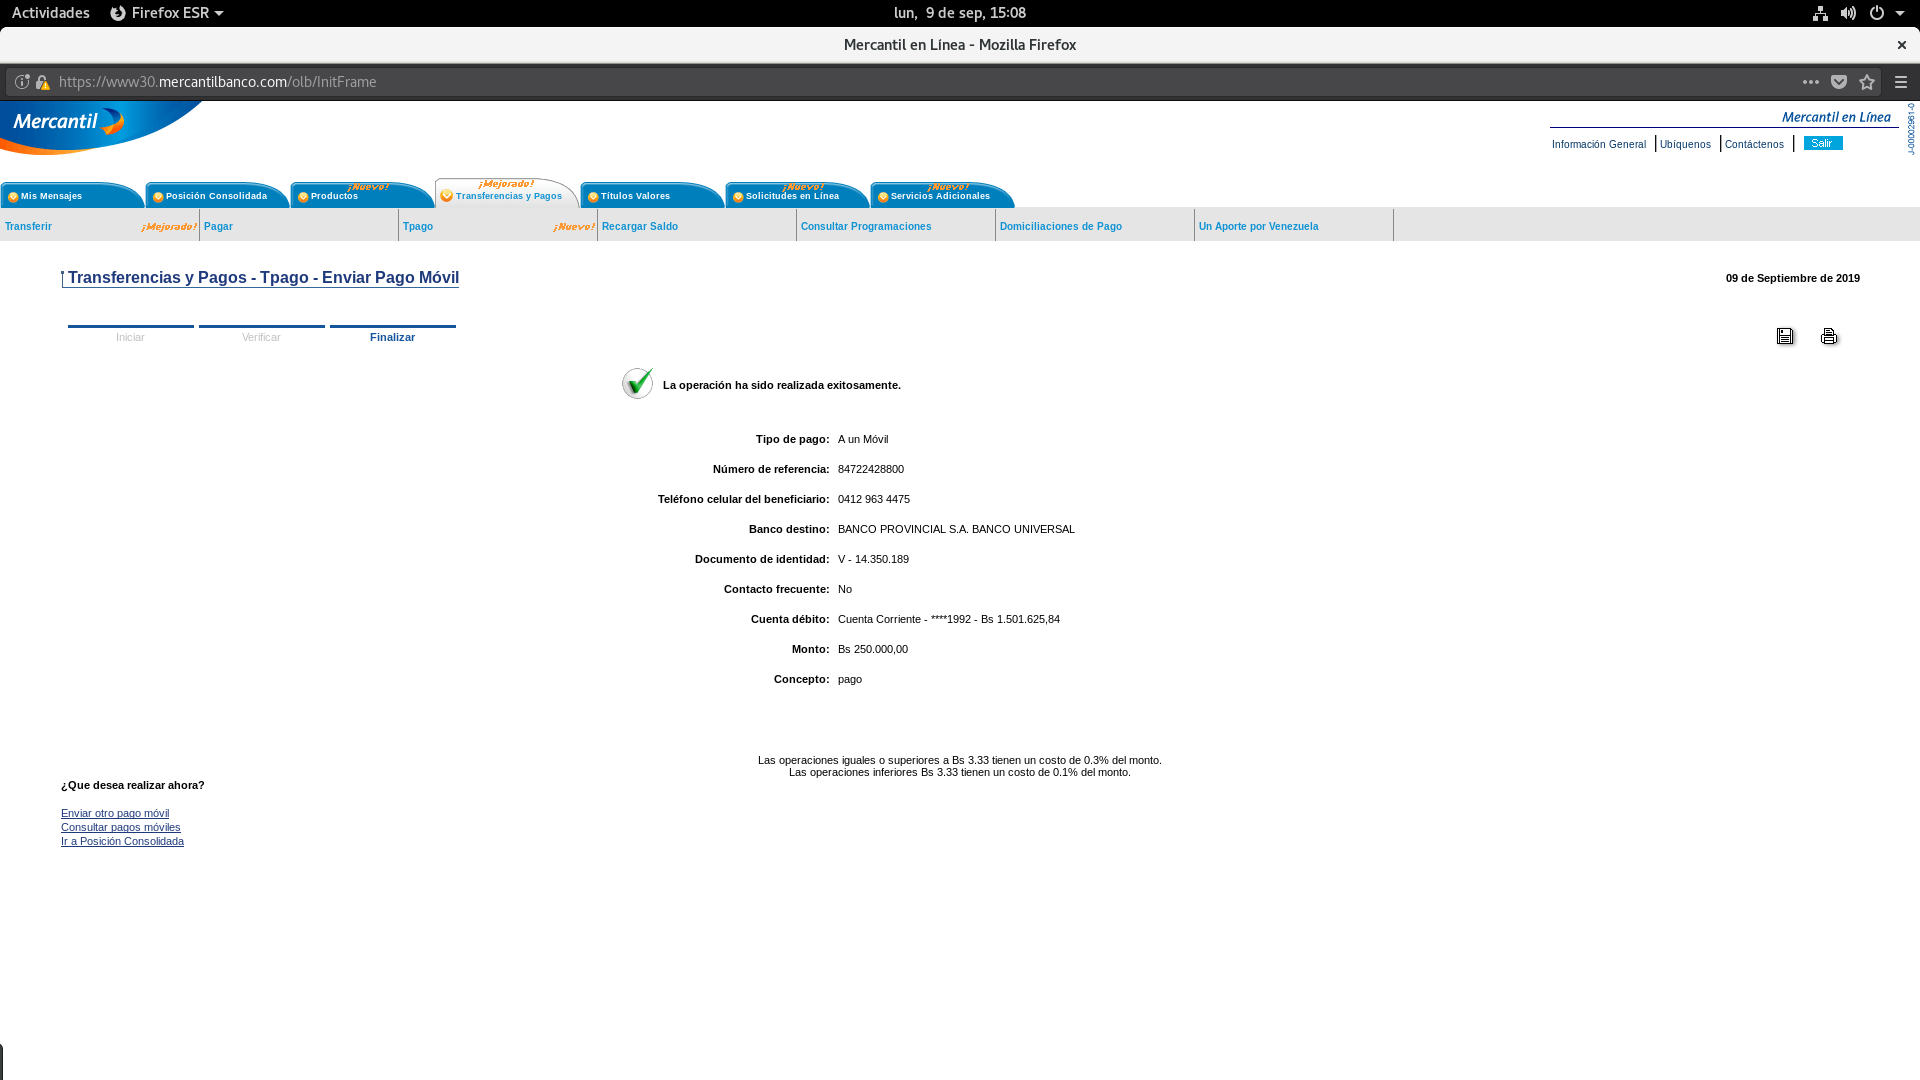 Actividades Firefox ESR lun, 9 de sep, 15:08
Mercantil en Línea - Mozilla Firefox
https://www30.mercantilbanco.com/olb/InitFrame
Mercantil
Mercantil en Línea
J-00002961-0
Información General Ubíquenos Contáctenos Salir
Mis Mensajes
Posición Consolidada
¡Nuevo!
Productos
¡Mejorado!
Transferencias y Pagos
Títulos Valores
¡Nuevo!
Solicitudes en Línea
¡Nuevo!
Servicios Adicionales
Transferir ¡Mejorado! Pagar Tpago ¡Nuevo! Recargar Saldo Consultar Programaciones Domiciliaciones de Pago Un Aporte por Venezuela
Transferencias y Pagos - Tpago - Enviar Pago Móvil
09 de Septiembre de 2019
Iniciar Verificar Finalizar
La operación ha sido realizada exitosamente.
Tipo de pago: A un Móvil
Número de referencia: 84722428800
Teléfono celular del beneficiario: 0412 963 4475
Banco destino: BANCO PROVINCIAL S.A. BANCO UNIVERSAL
Documento de identidad: V - 14.350.189
Contacto frecuente: No
Cuenta débito: Cuenta Corriente - ****1992 - Bs 1.501.625,84
Monto: Bs 250.000,00
Concepto: pago
Las operaciones iguales o superiores a Bs 3.33 tienen un costo de 0.3% del monto.
Las operaciones inferiores Bs 3.33 tienen un costo de 0.1% del monto.
¿Que desea realizar ahora?
Enviar otro pago móvil
Consultar pagos móviles
Ir a Posición Consolidada